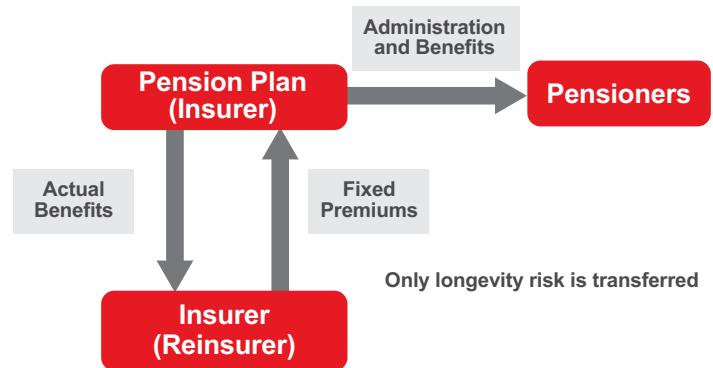 Administration
and Benefits
Pension Plan
(Insurer)
Pensioners
Actual
Benefits
Fixed
Premiums
Only longevity risk is transferred
Insurer
(Reinsurer)